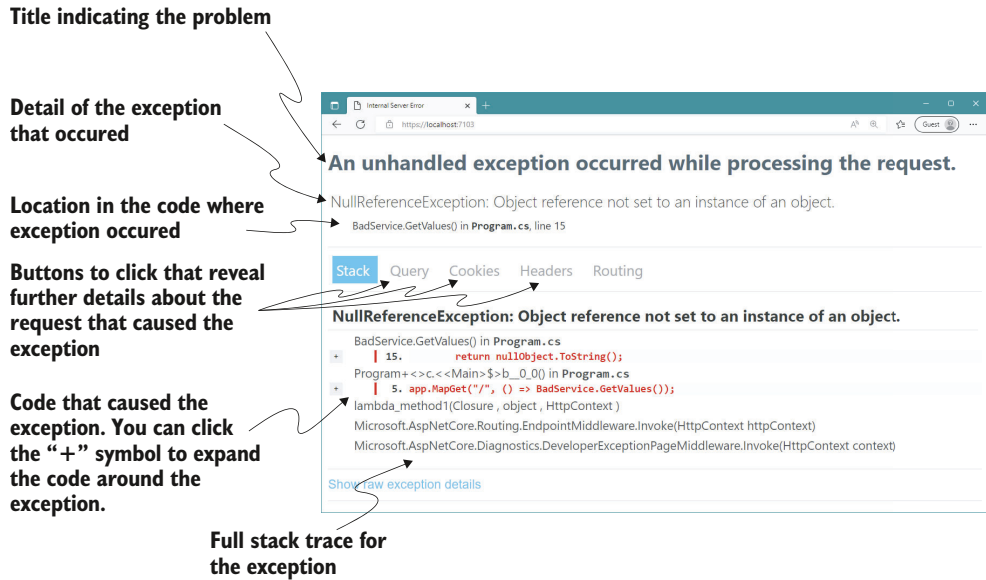 Title indicating the problem
Detail of the exception
that occured
Location in the code where
exception occured
Buttons to click that reveal
further details about the
request that caused the
exception
Code that caused the
exception. You can click
the “+” symbol to expand
the code around the
exception.
Full stack trace for
the exception
Internal Server Error
https://localhost:7103
Guest
An unhandled exception occurred while processing the request.
NullReferenceException: Object reference not set to an instance of an object.
BadService.GetValues() in Program.cs, line 15
Stack Query Cookies Headers Routing
NullReferenceException: Object reference not set to an instance of an object.
BadService.GetValues() in Program.cs
+ 15. return nullObject.ToString();
Program+<>c.<<Main>$>b__0_0() in Program.cs
+ 5. app.MapGet("/", () => BadService.GetValues());
lambda_method1(Closure , object , HttpContext )
Microsoft.AspNetCore.Routing.EndpointMiddleware.Invoke(HttpContext httpContext)
Microsoft.AspNetCore.Diagnostics.DeveloperExceptionPageMiddleware.Invoke(HttpContext context)
Show raw exception details